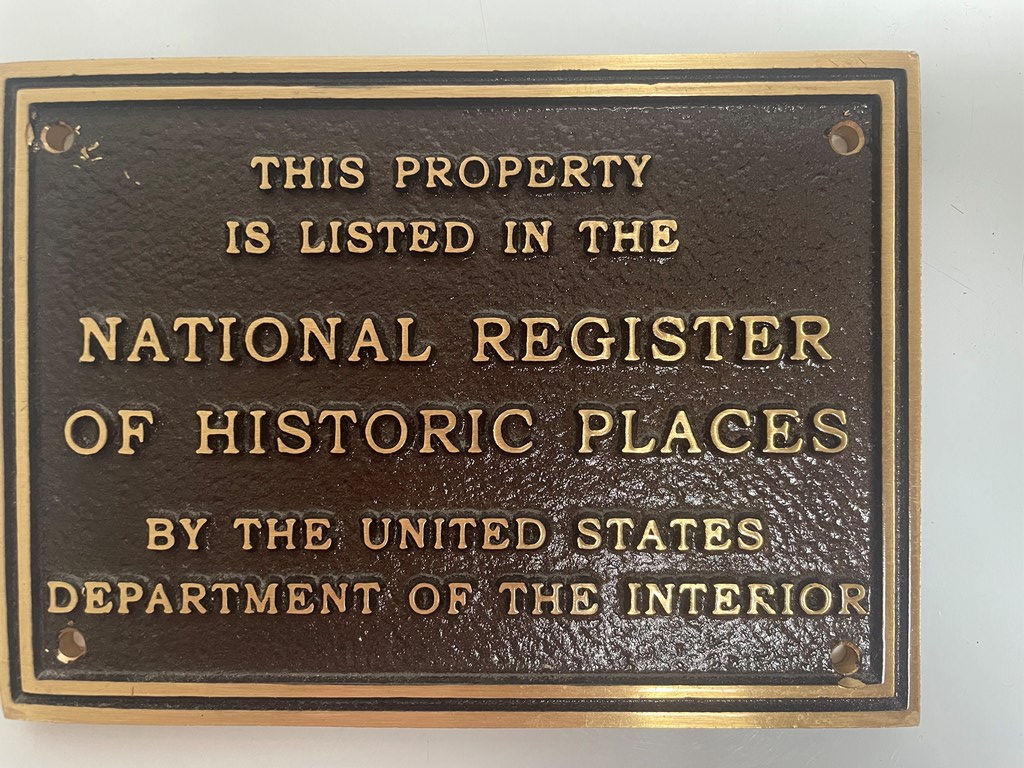 THIS PROPERTY
IS LISTED IN THE
NATIONAL REGISTER
OF HISTORIC PLACES
BY THE UNITED STATES
DEPARTMENT OF THE INTERIOR